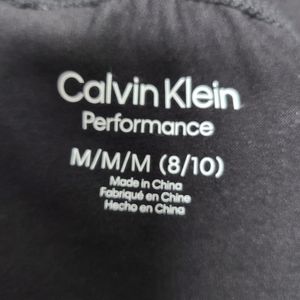 Calvin Klein
Performance
M/M/M (8/10)
Made in China
Fabriqué en Chine
Hecho en China